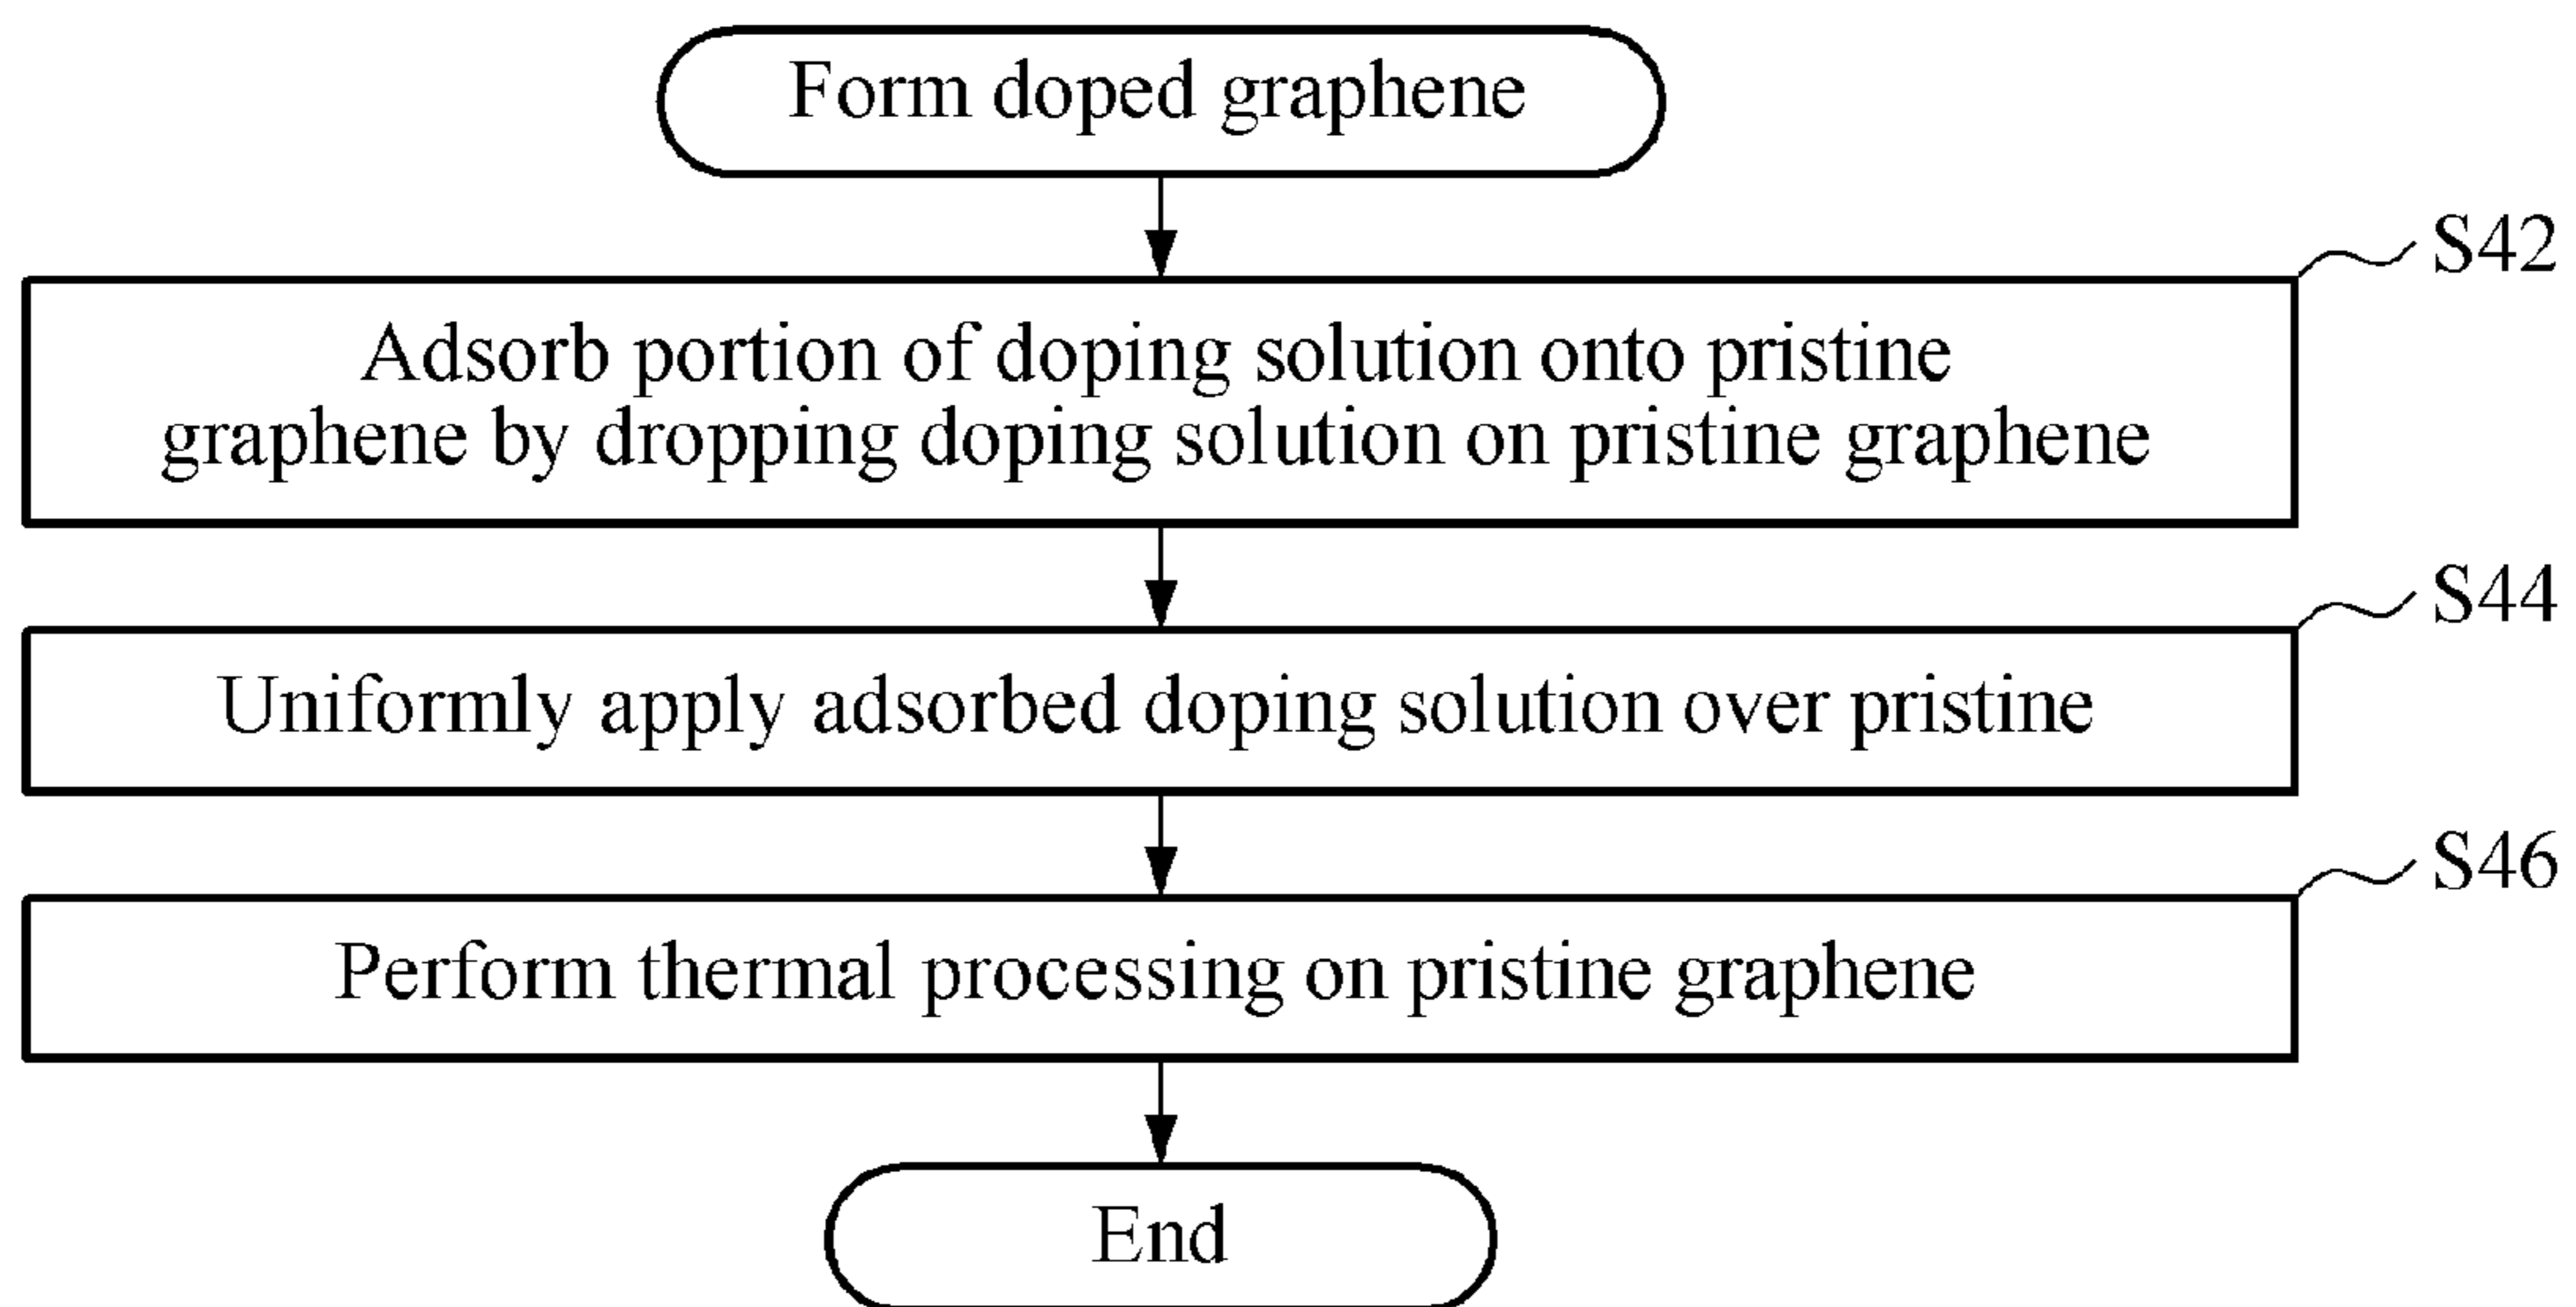 Form doped graphene
S42
Adsorb portion of doping solution onto pristine
graphene by dropping doping solution on pristine graphene
S44
Uniformly apply adsorbed doping solution over pristine
S46
Perform thermal processing on pristine graphene
End